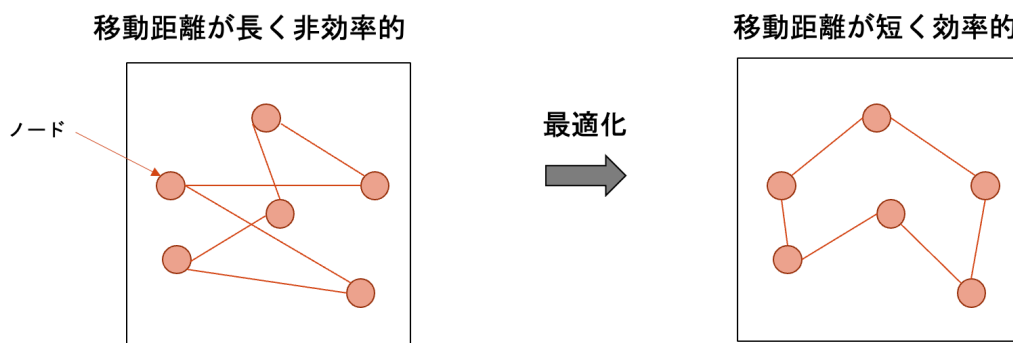 移動距離が長く非効率的
移動距離が短く効率的
ノード
最適化